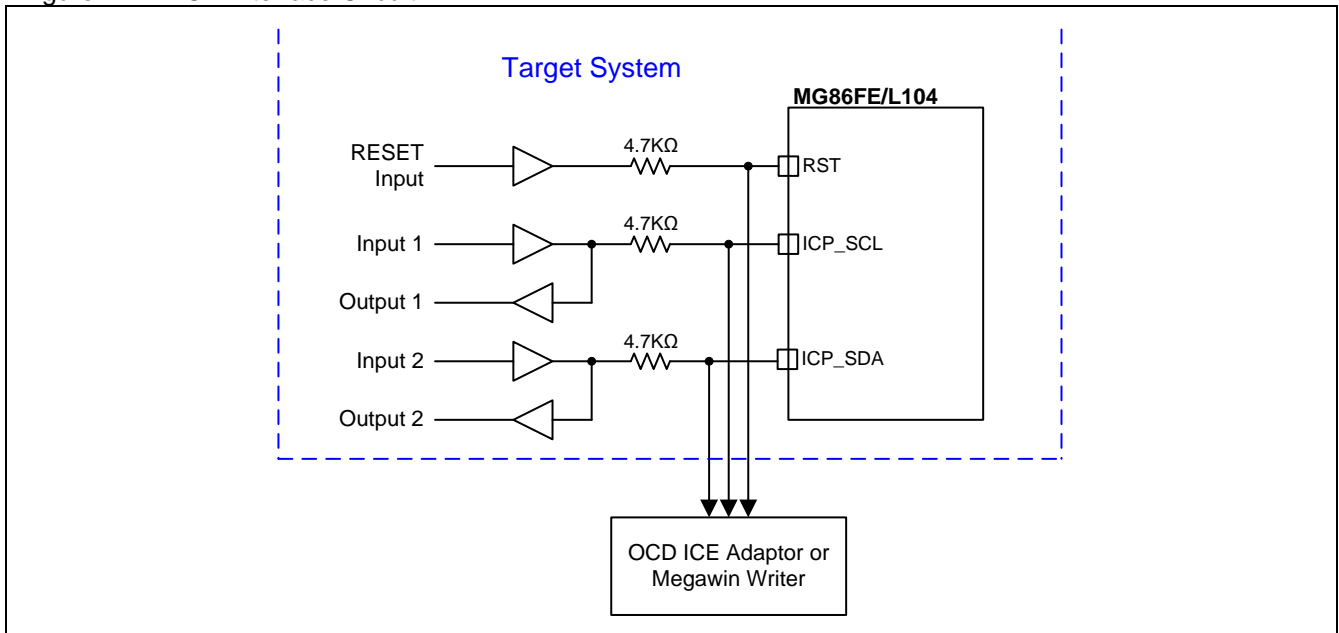 Target System
MG86FE/L104
RESET
Input
4.7KΩ
RST
Input 1
4.7KΩ
ICP_SCL
Output 1
Input 2
4.7KΩ
ICP_SDA
Output 2
OCD ICE Adaptor or
Megawin Writer